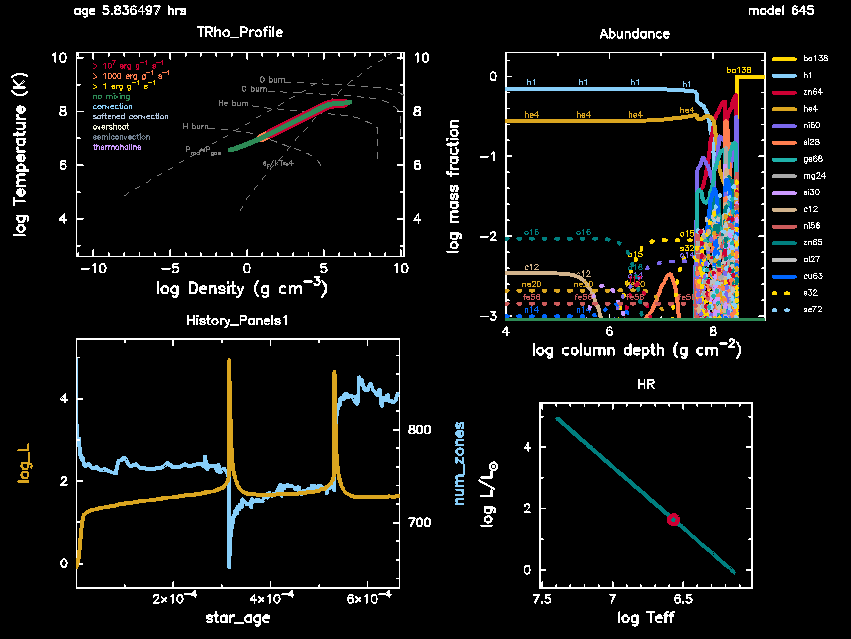 age 5.836497 hrs
model 645
TRho_Profile
> 10⁷ erg g⁻¹ s⁻¹
> 1000 erg g⁻¹ s⁻¹
> 1 erg g⁻¹ s⁻¹
no mixing
convection
softened convection
overshoot
semiconvection
thermohaline
O burn
C burn
He burn
H burn
10
8
6
4
10
8
6
4
−10
−5
0
5
10
log Temperature (K)
log Density (g cm⁻³)
Abundance
ba138
h1 h1 h1 h1
he4 he4 he4 he4
o16 o16
c12
ne20
fe56
n14
0
−1
−2
−3
4
6
8
log mass fraction
log column depth (g cm⁻²)
ba138
h1
zn64
he4
ni60
si28
ge68
mg24
si30
c12
ni56
zn65
al27
cu63
s32
se72
History_Panels1
4
2
0
800
700
2×10⁻⁴
4×10⁻⁴
6×10⁻⁴
log_L
num_zones
star_age
HR
4
2
0
7.5
7
6.5
log L/L☉
log Teff